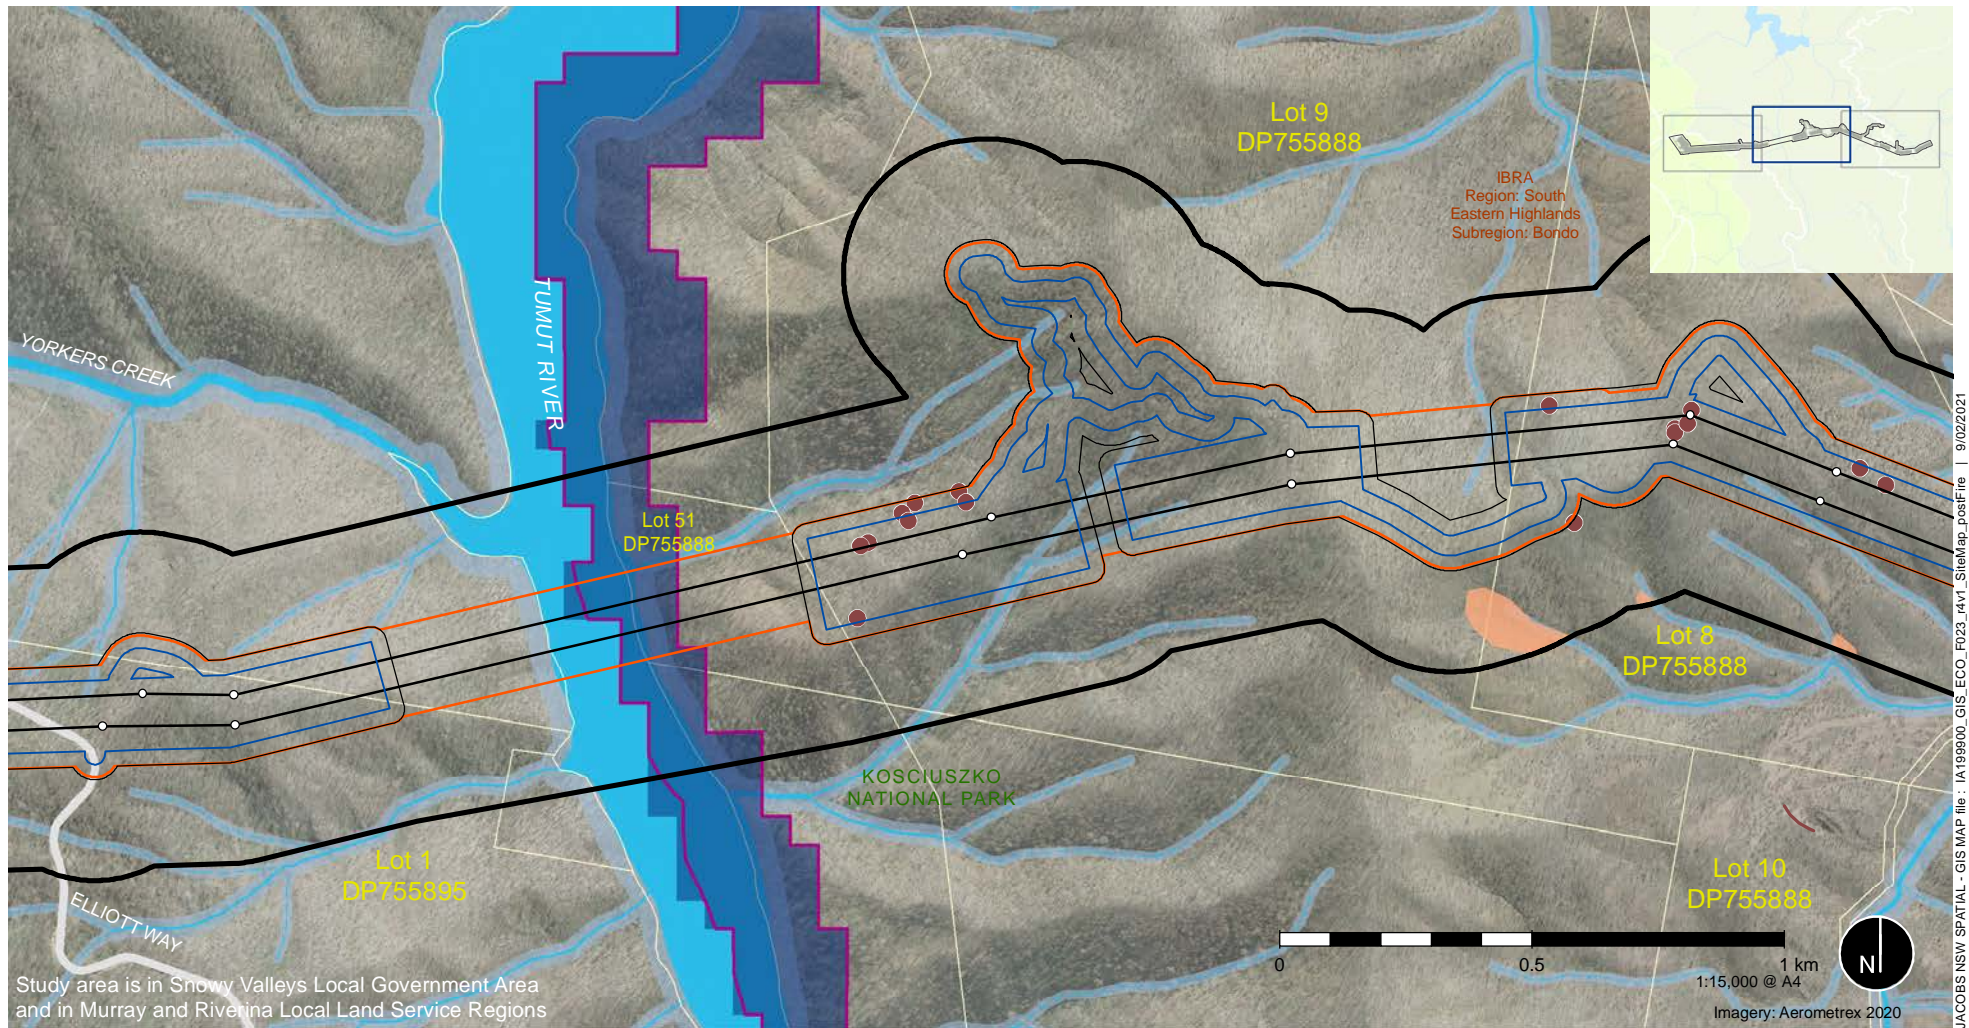 Lot 9
DP755888
IBRA
Region: South
Eastern Highlands
Subregion: Bondo
TUMUT RIVER
YORKERS CREEK
Lot 51
DP755888
Lot 8
DP755888
KOSCIUSZKO
NATIONAL PARK
Lot 1
DP755895
ELLIOTT WAY
Lot 10
DP755888
0
0.5
1 km
1:15,000 @ A4
N
Imagery: Aerometrex 2020
Study area is in Snowy Valleys Local Government Area
and in Murray and Riverina Local Land Service Regions
JACOBS NSW SPATIAL - GIS MAP file : IA199900_GIS_ECO_F023_r4v1_SiteMap_postFire | 9/02/2021